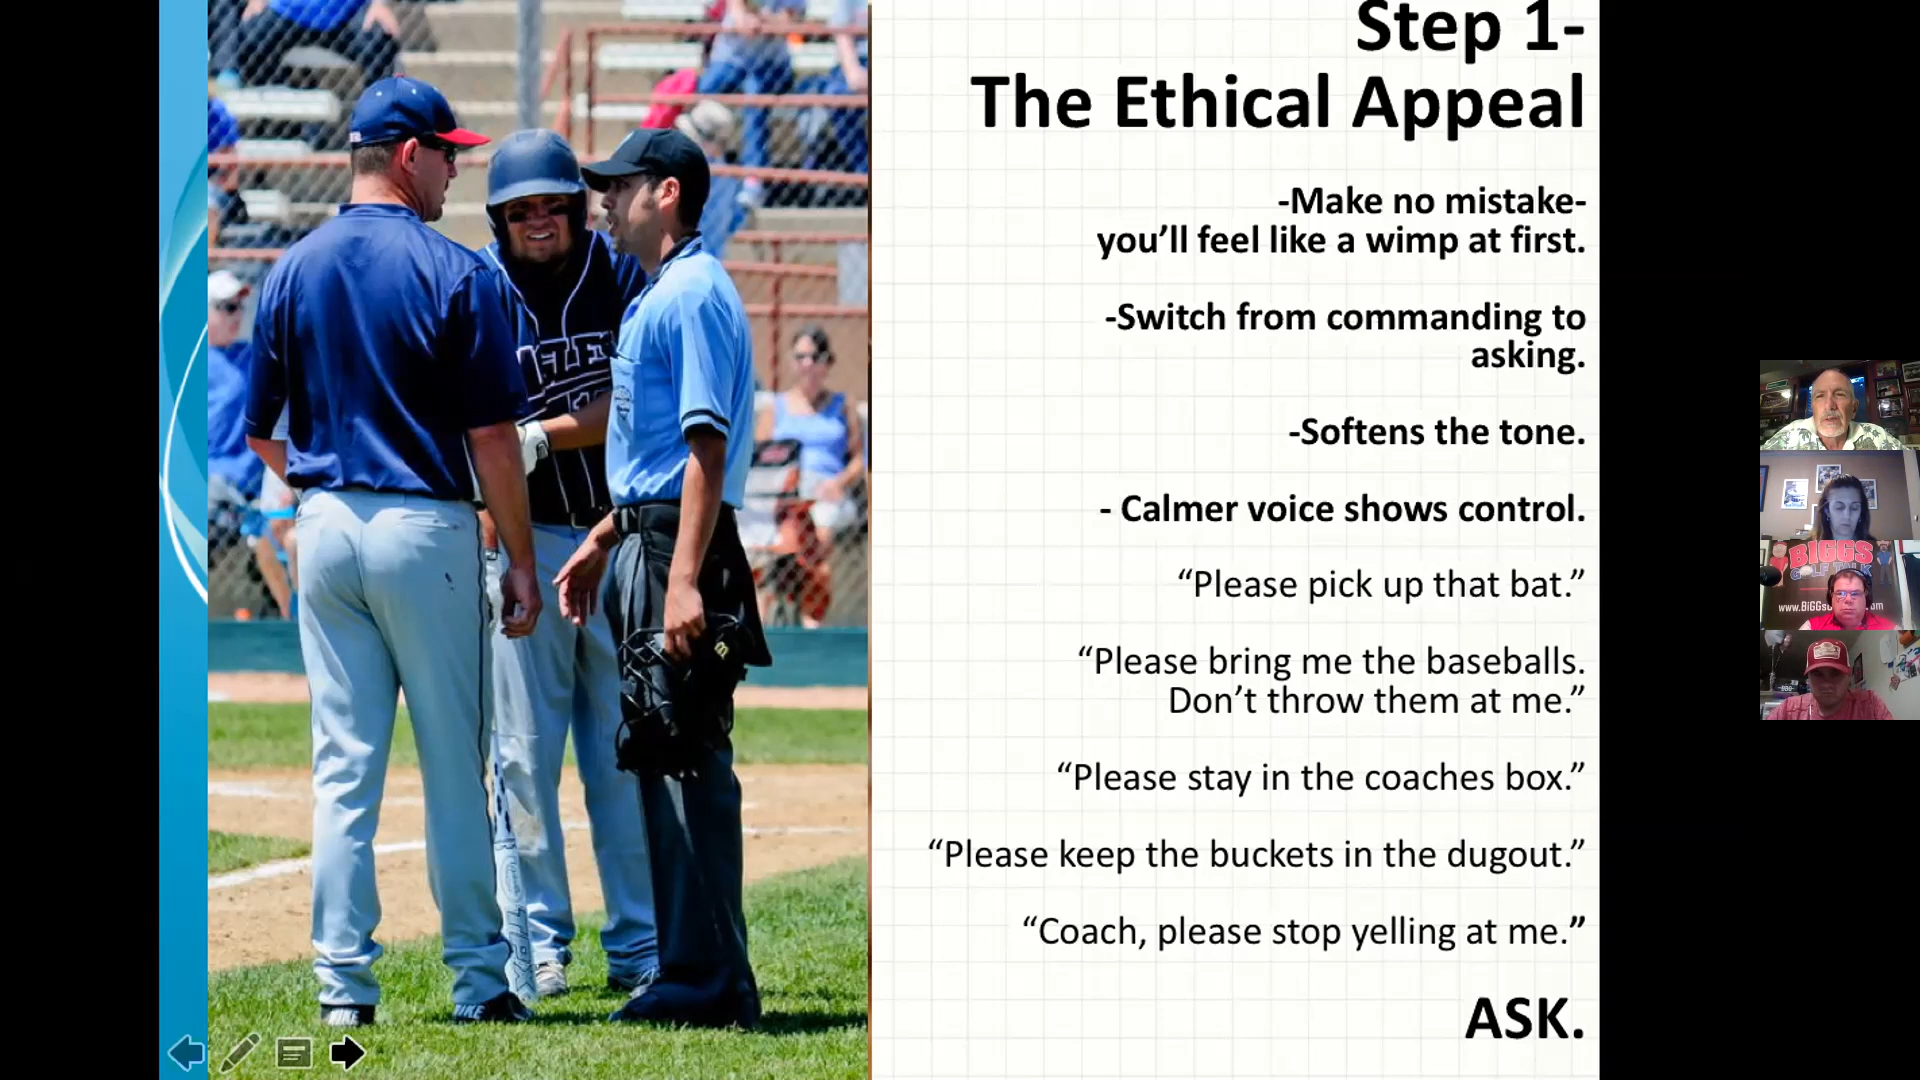 Step 1-
The Ethical Appeal
-Make no mistake-
you’ll feel like a wimp at first.
-Switch from commanding to
asking.
-Softens the tone.
- Calmer voice shows control.
“Please pick up that bat.”
“Please bring me the baseballs.
Don’t throw them at me.”
“Please stay in the coaches box.”
“Please keep the buckets in the dugout.”
“Coach, please stop yelling at me.”
ASK.
NIKE
NIKE
BIGGS